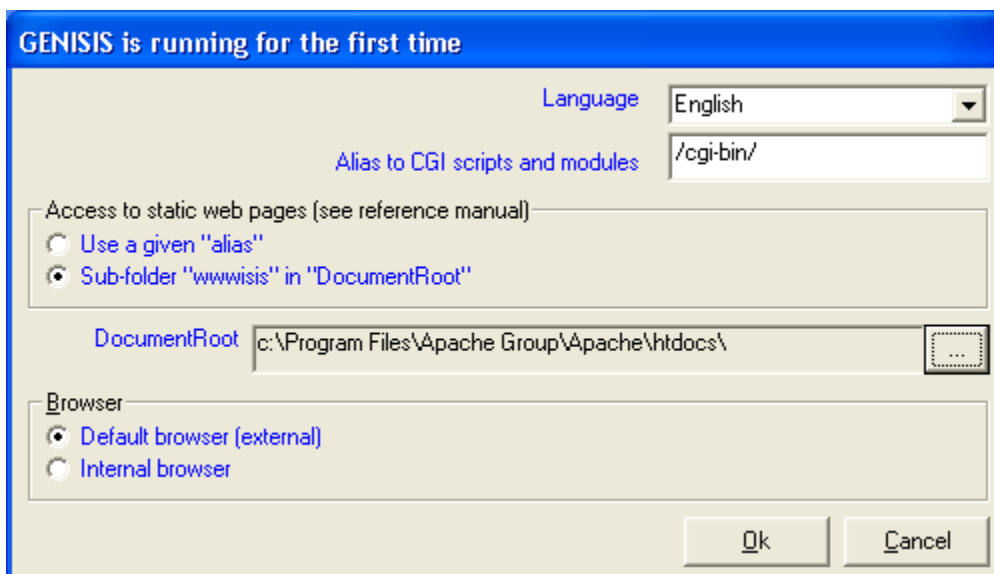 GENISIS is running for the first time
Language English
Alias to CGI scripts and modules /cgi-bin/
Access to static web pages (see reference manual)
Use a given "alias"
Sub-folder "wwwisis" in "DocumentRoot"
DocumentRoot c:\Program Files\Apache Group\Apache\htdocs\ ...
Browser
Default browser (external)
Internal browser
Ok Cancel